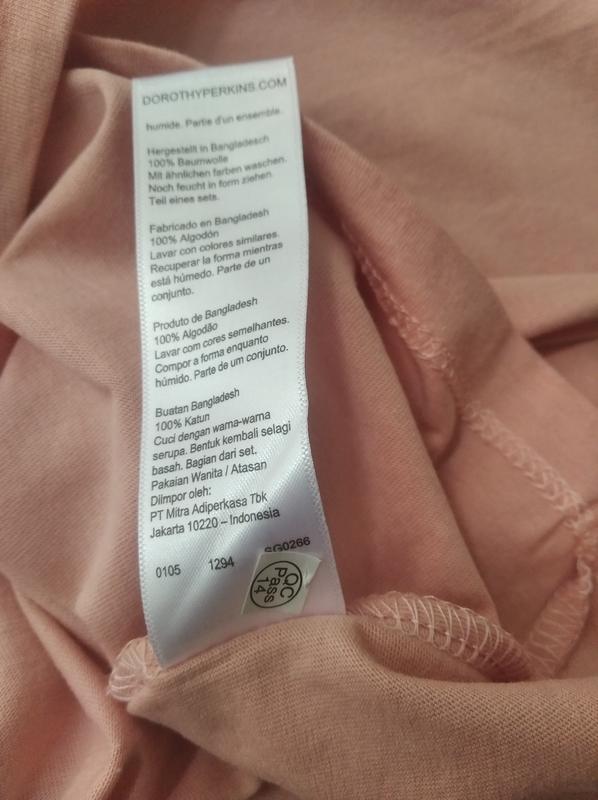 DOROTHYPERKINS.COM
humide. Partie d'un ensemble.
Hergestellt in Bangladesch
100% Baumwolle
Mit ähnlichen farben waschen.
Noch feucht in form ziehen.
Teil eines sets.
Fabricado en Bangladesh
100% Algodón
Lavar con colores similares.
Recuperar la forma mientras
está húmedo. Parte de un
conjunto.
Produto de Bangladesh
100% Algodão
Lavar com cores semelhantes.
Compor a forma enquanto
húmido. Parte de um conjunto.
Buatan Bangladesh
100% Katun
Cuci dengan warna-warna
serupa. Bentuk kembali selagi
basah. Bagian dari set.
Pakaian Wanita / Atasan
Diimpor oleh:
PT Mitra Adiperkasa Tbk
Jakarta 10220 – Indonesia
0105 1294 SG0266
QC
Pass
14